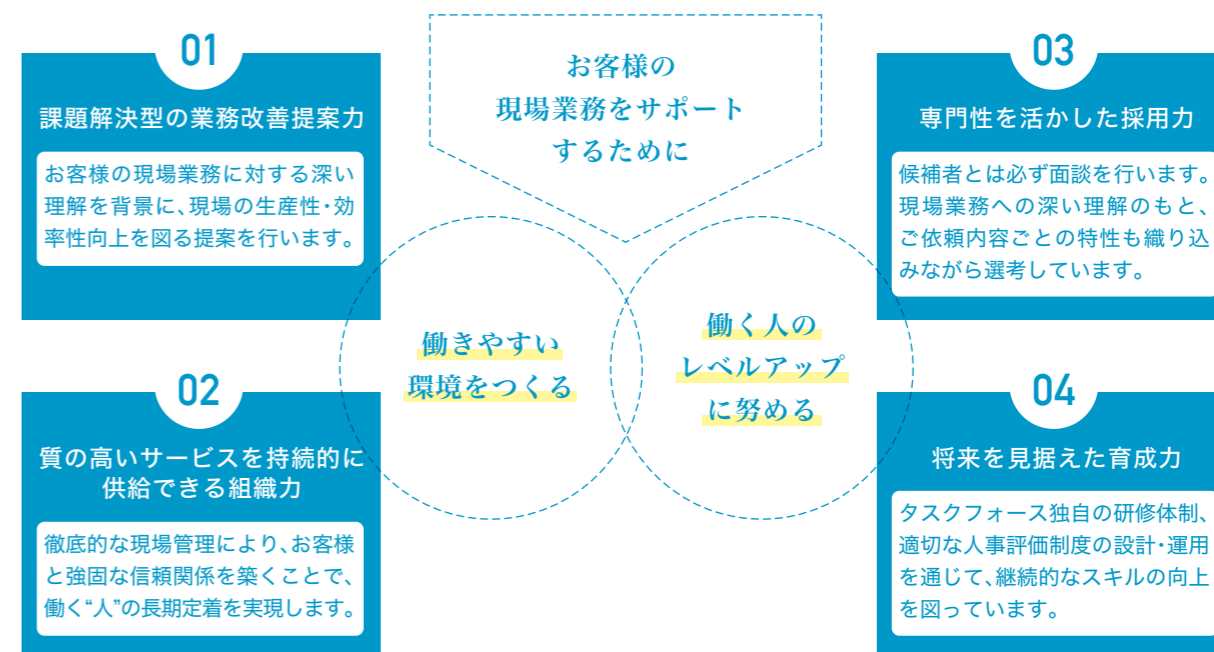 01
課題解決型の業務改善提案力
お客様の現場業務に対する深い
理解を背景に、現場の生産性・効
率性向上を図る提案を行います。
02
質の高いサービスを持続的に
供給できる組織力
徹底的な現場管理により、お客様
と強固な信頼関係を築くことで、
働く“人”の長期定着を実現します。
お客様の
現場業務をサポート
するために
働きやすい
環境をつくる
働く人の
レベルアップ
に努める
03
専門性を活かした採用力
候補者とは必ず面談を行います。
現場業務への深い理解のもと、
ご依頼内容ごとの特性も織り込
みながら選考しています。
04
将来を見据えた育成力
タスクフォース独自の研修体制、
適切な人事評価制度の設計・運用
を通じて、継続的なスキルの向上
を図っています。